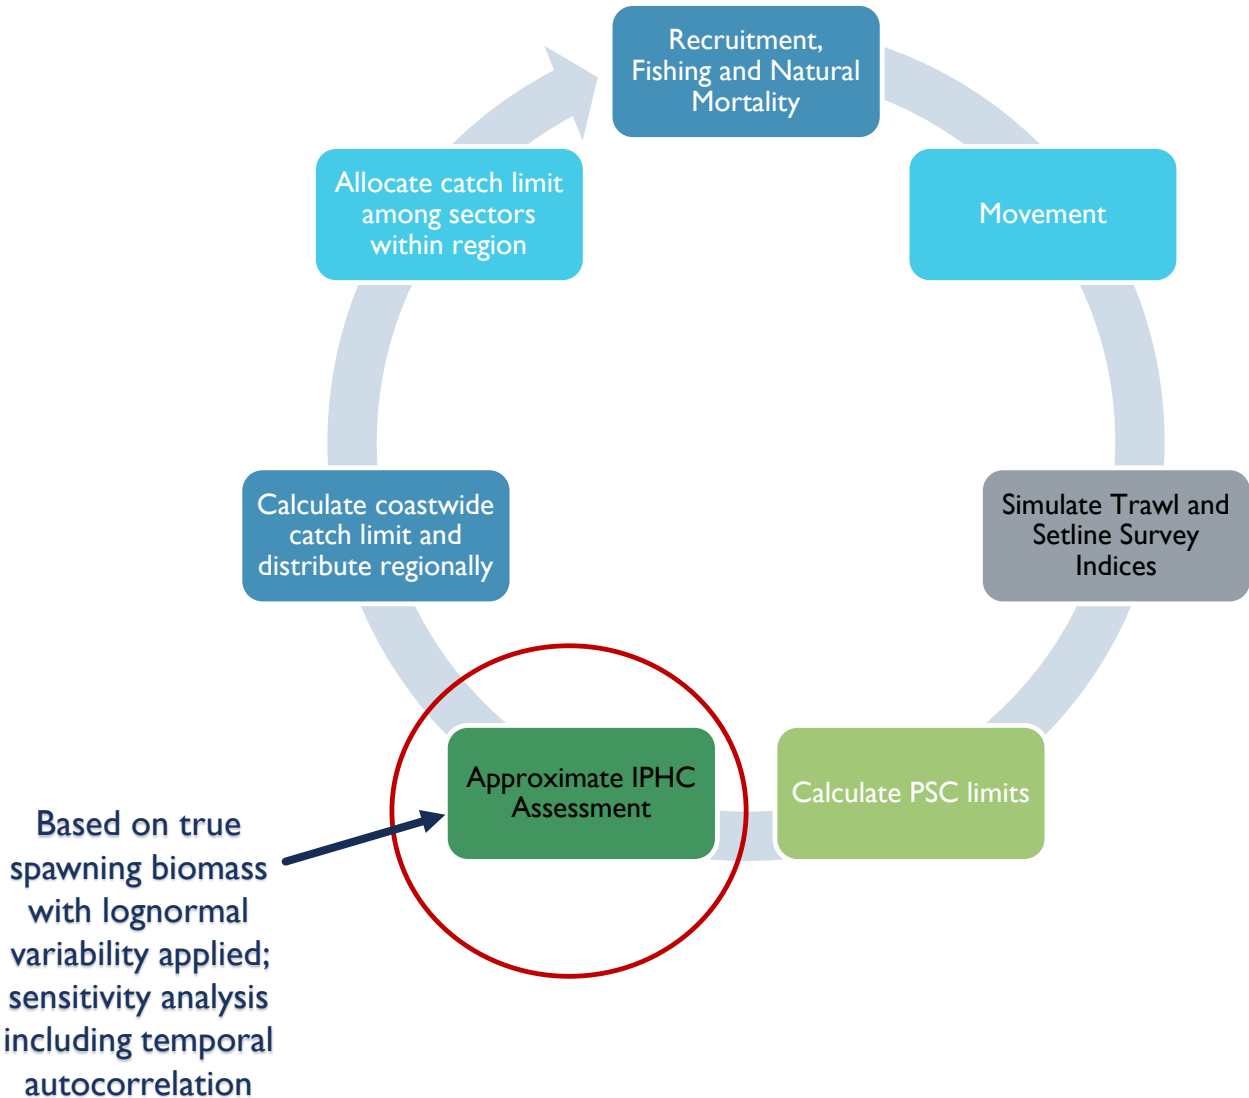 Recruitment,
Fishing and Natural
Mortality
Movement
Simulate Trawl and
Setline Survey
Indices
Calculate PSC limits
Approximate IPHC
Assessment
Calculate coastwide
catch limit and
distribute regionally
Allocate catch limit
among sectors
within region
Based on true
spawning biomass
with lognormal
variability applied;
sensitivity analysis
including temporal
autocorrelation